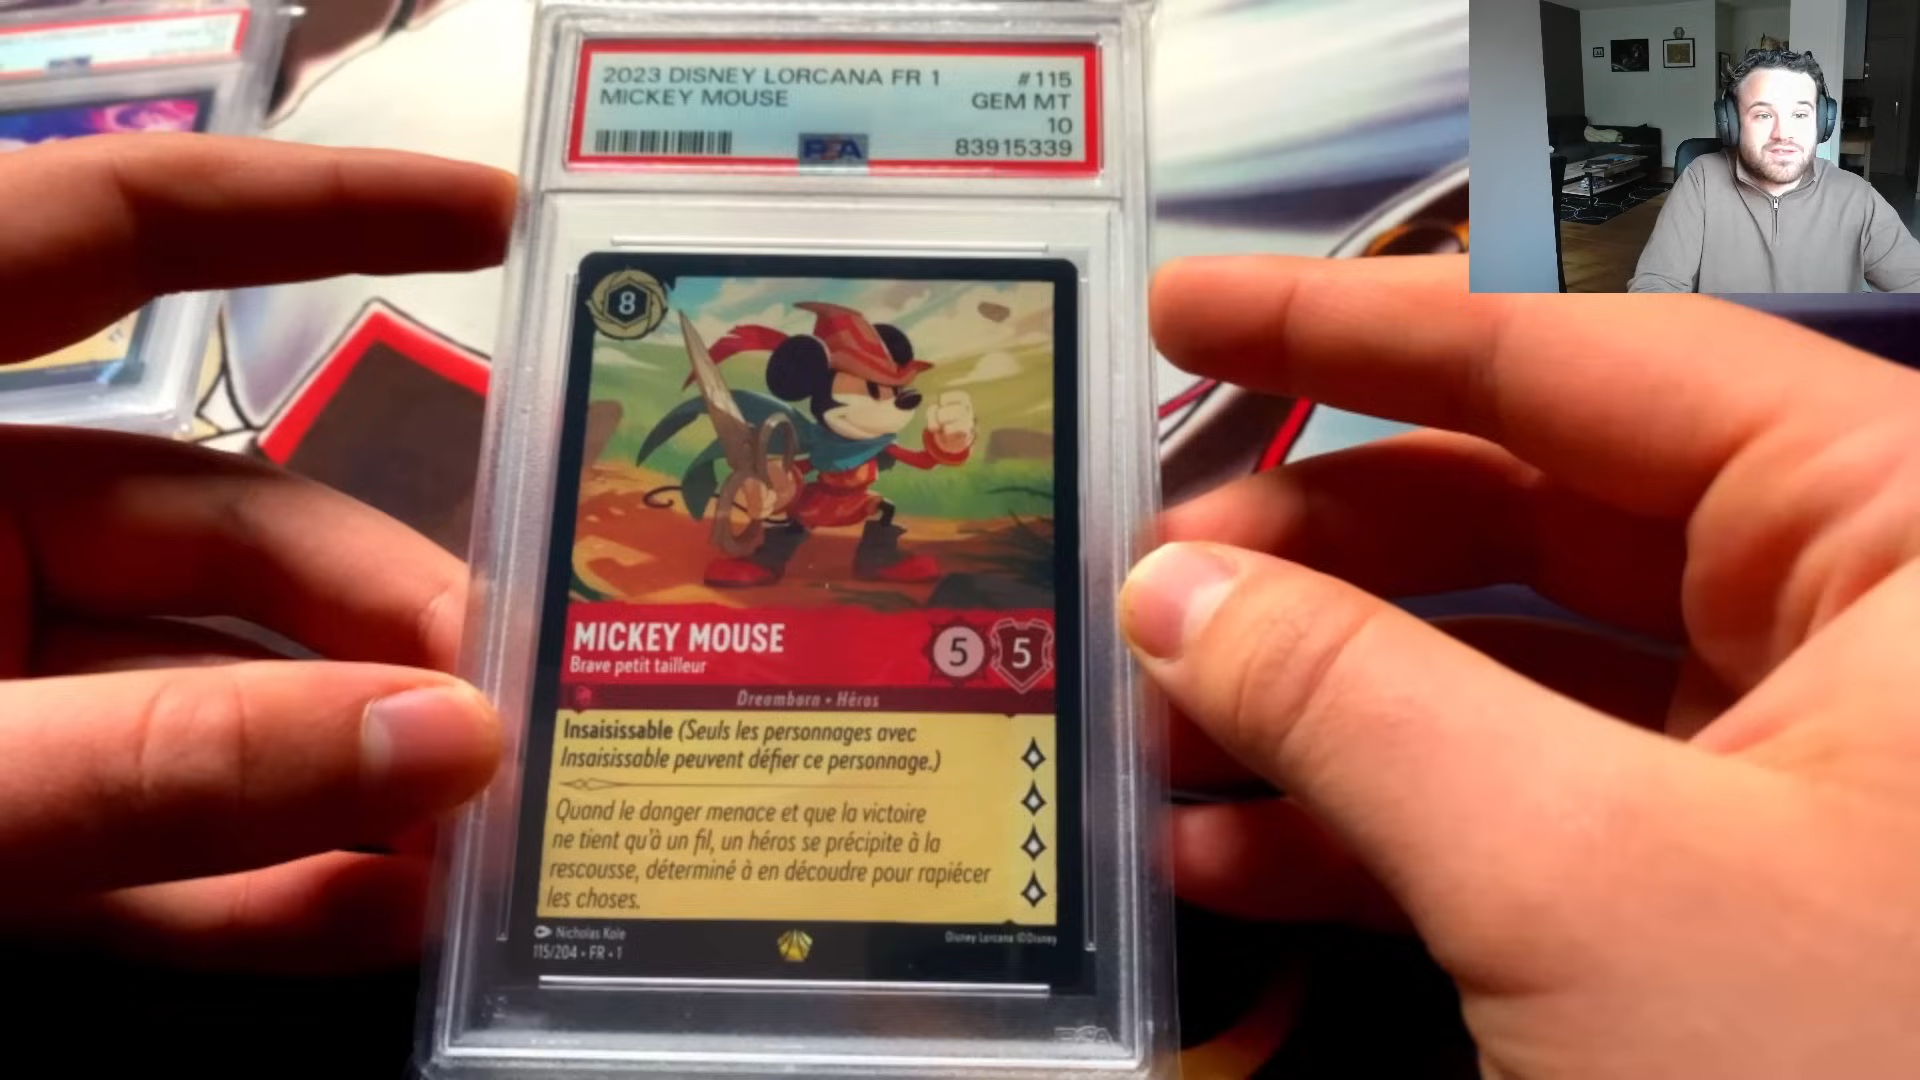 2023 DISNEY LORCANA FR 1 #115
MICKEY MOUSE GEM MT
10
PSA 83915339
8
MICKEY MOUSE
Brave petit tailleur
5 5
Dreamborn • Héros
Insaisissable (Seuls les personnages avec
Insaisissable peuvent défier ce personnage.)
Quand le danger menace et que la victoire
ne tient qu'à un fil, un héros se précipite à la
rescousse, déterminé à en découdre pour rapiécer
les choses.
Nicholas Kole
115/204 • FR • 1
Disney Lorcana ©Disney
PSA